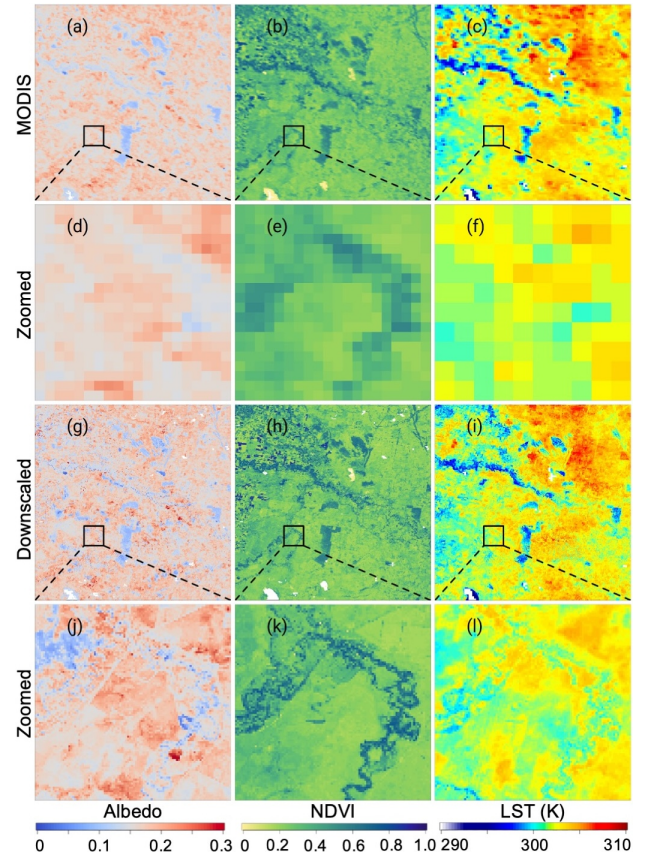 MODIS
(a)
(b)
(c)
Zoomed
(d)
(e)
(f)
Downscaled
(g)
(h)
(i)
Zoomed
(j)
(k)
(l)
Albedo
NDVI
LST (K)
0 0.1 0.2 0.3
0 0.2 0.4 0.6 0.8 1.0
290 300 310